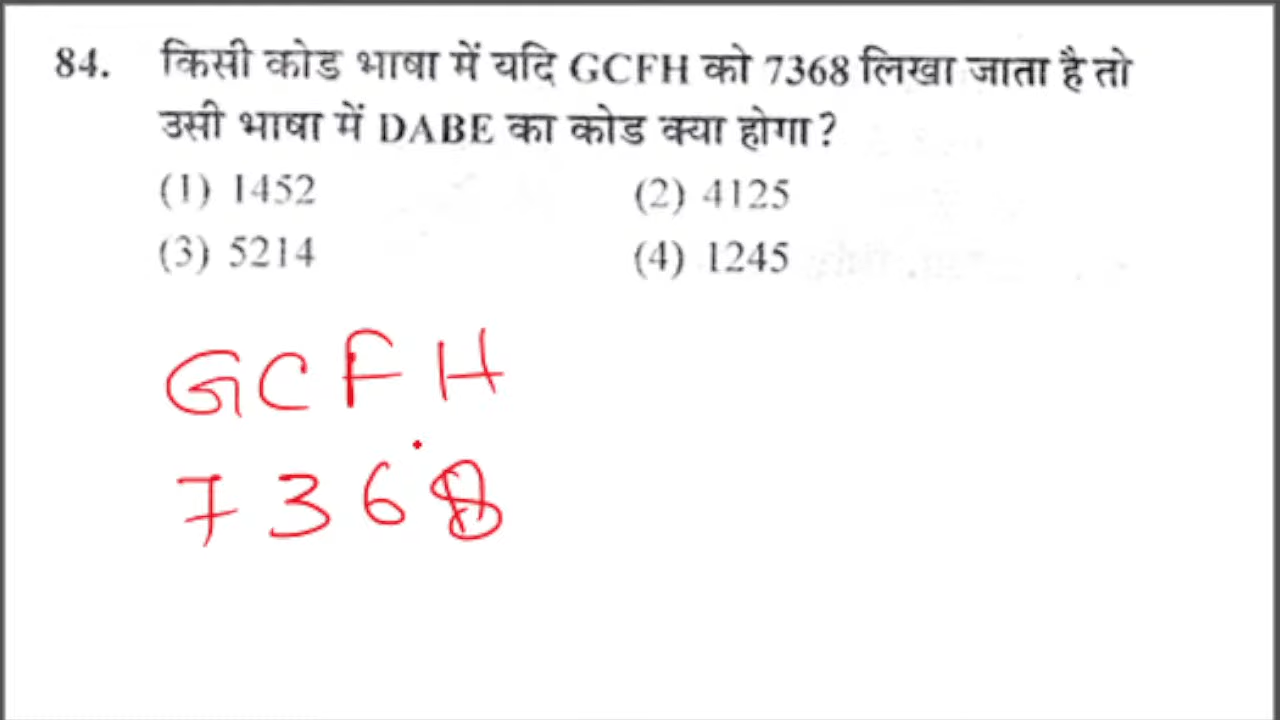 84. किसी कोड भाषा में यदि GCFH को 7368 लिखा जाता है तो
उसी भाषा में DABE का कोड क्या होगा?
(1) 1452 (2) 4125
(3) 5214 (4) 1245
GCFH
7368